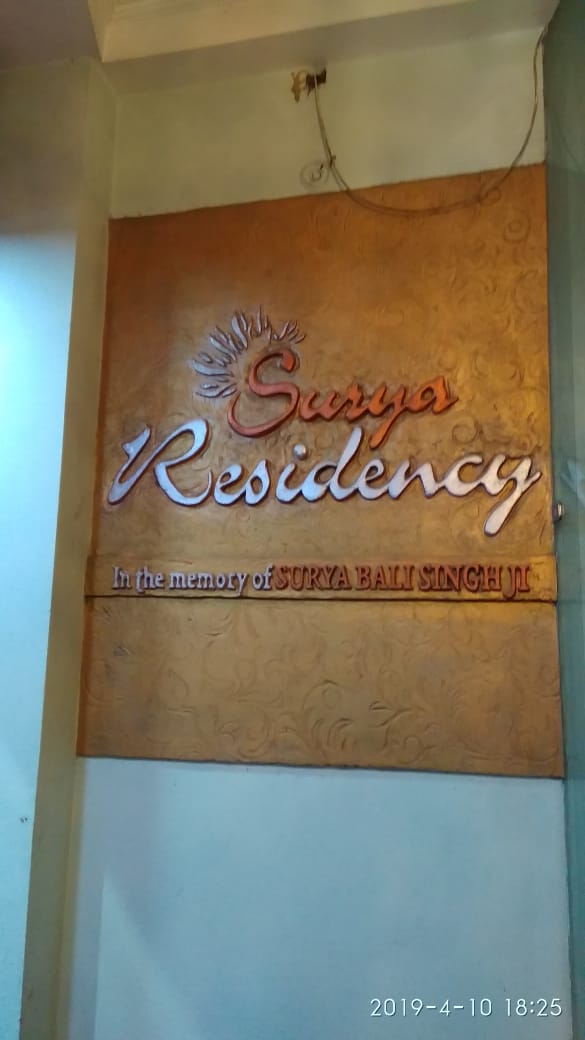 Surya
Residency
In the memory of SURYA BALI SINGH JI
2019-4-10 18:25